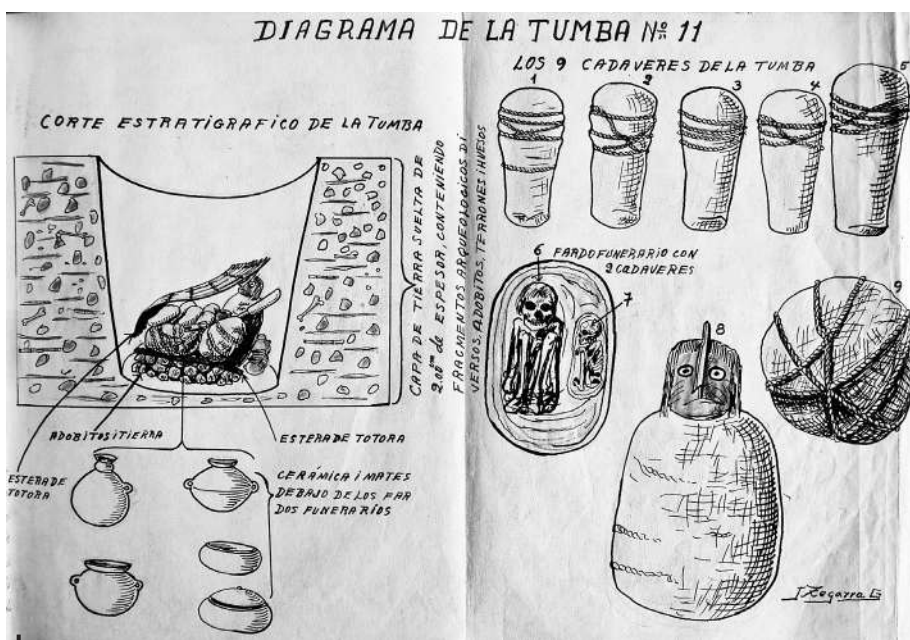 DIAGRAMA DE LA TUMBA Nº 11
CORTE ESTRATIGRAFICO DE LA TUMBA
CAPA DE TIERRA SUELTA DE
2.00 m de ESPESOR, CONTENIENDO
FRAGMENTOS ARQUEOLOGICOS DI
VERSOS, ADOBITOS, TERRONES I HUEJOS
ADOBITOS I TIERRA
ESTERA DE TOTORA
ESTERA DE
TOTORA
CERÁMICA I MATES
DEBAJO DE LOS FAR
DOS FUNERARÍOS
LOS 9 CADAVERES DE LA TUMBA
1
2
3
4
5
6
FARDO FUNERARIO CON
2 CADAVERES
7
8
9
J Zegarra G